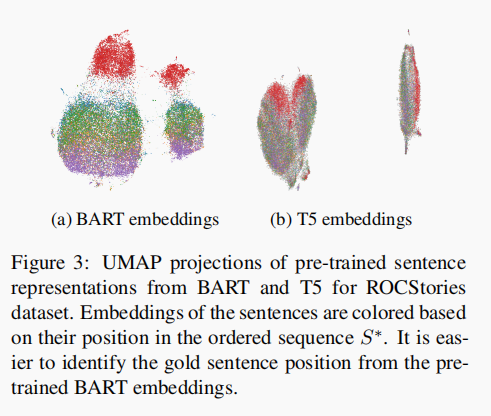 (a) BART embeddings
(b) T5 embeddings
Figure 3: UMAP projections of pre-trained sentence
representations from BART and T5 for ROCStories
dataset. Embeddings of the sentences are colored based
on their position in the ordered sequence S*. It is eas-
ier to identify the gold sentence position from the pre-
trained BART embeddings.